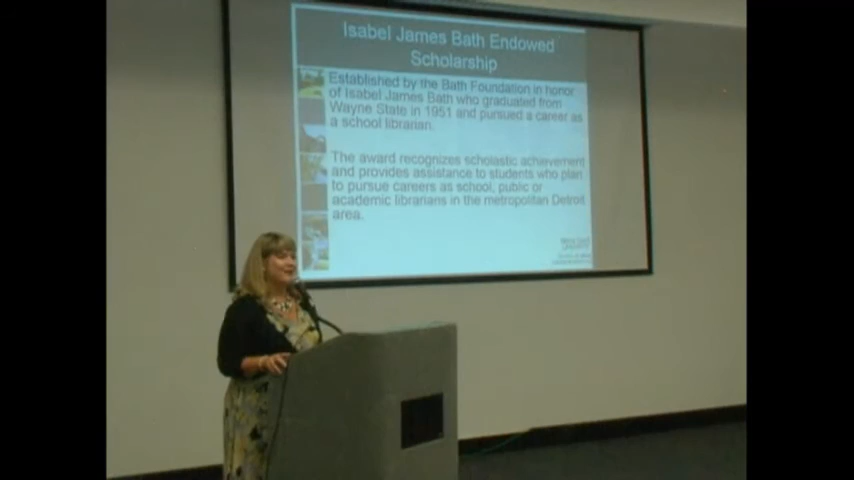 Isabel James Bath Endowed
Scholarship
Established by the Bath Foundation in honor
of Isabel James Bath who graduated from
Wayne State in 1951 and pursued a career as
a school librarian.
The award recognizes scholastic achievement
and provides assistance to students who plan
to pursue careers as school, public or
academic librarians in the metropolitan Detroit
area.